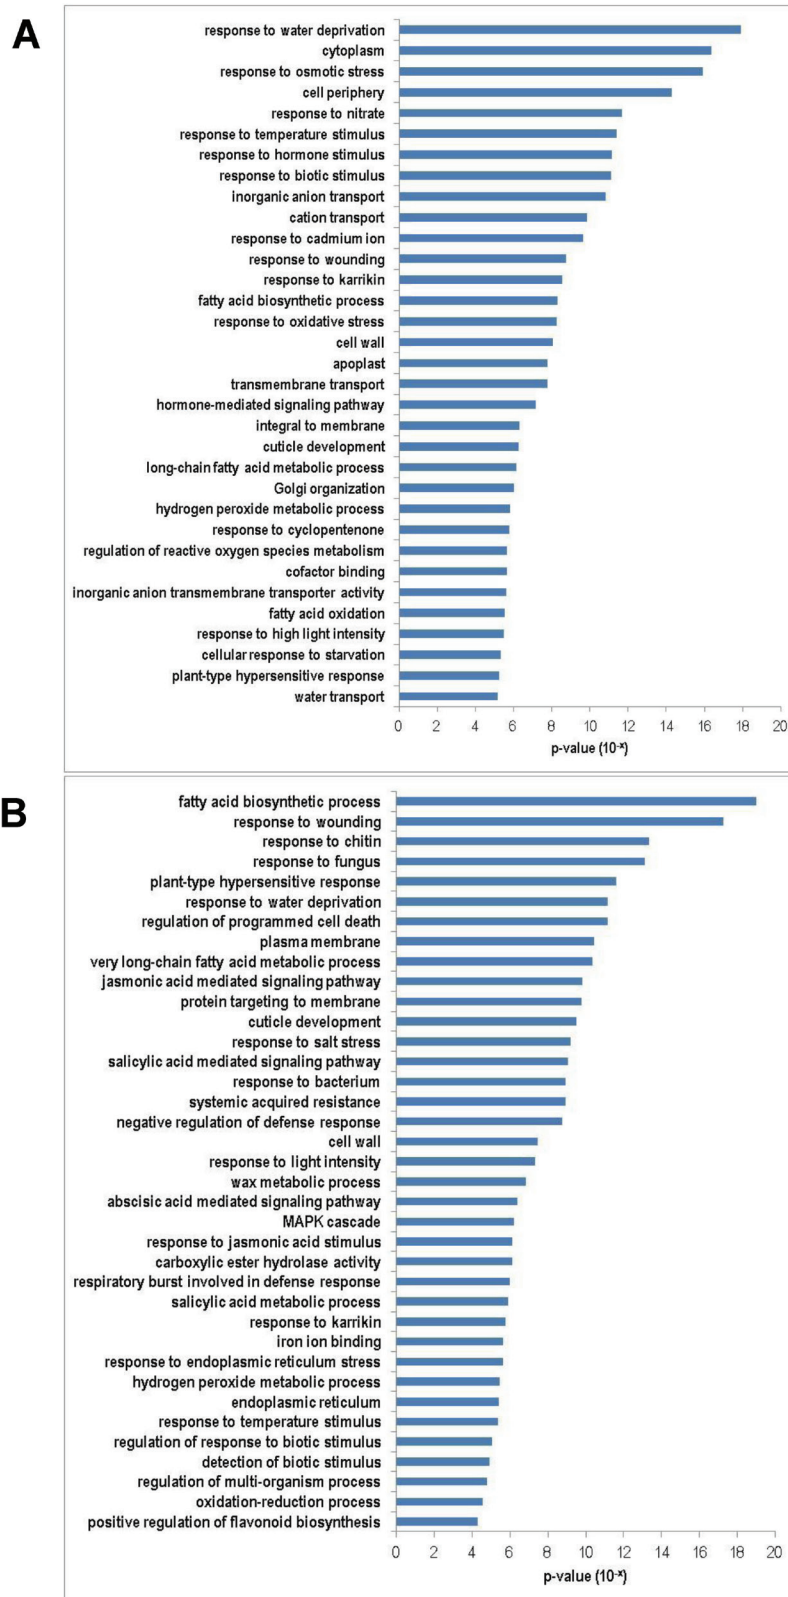 A
response to water deprivation
cytoplasm
response to osmotic stress
cell periphery
response to nitrate
response to temperature stimulus
response to hormone stimulus
response to biotic stimulus
inorganic anion transport
cation transport
response to cadmium ion
response to wounding
response to karrikin
fatty acid biosynthetic process
response to oxidative stress
cell wall
apoplast
transmembrane transport
hormone-mediated signaling pathway
integral to membrane
cuticle development
long-chain fatty acid metabolic process
Golgi organization
hydrogen peroxide metabolic process
response to cyclopentenone
regulation of reactive oxygen species metabolism
cofactor binding
inorganic anion transmembrane transporter activity
fatty acid oxidation
response to high light intensity
cellular response to starvation
plant-type hypersensitive response
water transport
0 2 4 6 8 10 12 14 16 18 20
p-value (10⁻ˣ)
B
fatty acid biosynthetic process
response to wounding
response to chitin
response to fungus
plant-type hypersensitive response
response to water deprivation
regulation of programmed cell death
plasma membrane
very long-chain fatty acid metabolic process
jasmonic acid mediated signaling pathway
protein targeting to membrane
cuticle development
response to salt stress
salicylic acid mediated signaling pathway
response to bacterium
systemic acquired resistance
negative regulation of defense response
cell wall
response to light intensity
wax metabolic process
abscisic acid mediated signaling pathway
MAPK cascade
response to jasmonic acid stimulus
carboxylic ester hydrolase activity
respiratory burst involved in defense response
salicylic acid metabolic process
response to karrikin
iron ion binding
response to endoplasmic reticulum stress
hydrogen peroxide metabolic process
endoplasmic reticulum
response to temperature stimulus
regulation of response to biotic stimulus
detection of biotic stimulus
regulation of multi-organism process
oxidation-reduction process
positive regulation of flavonoid biosynthesis
0 2 4 6 8 10 12 14 16 18 20
p-value (10⁻ˣ)